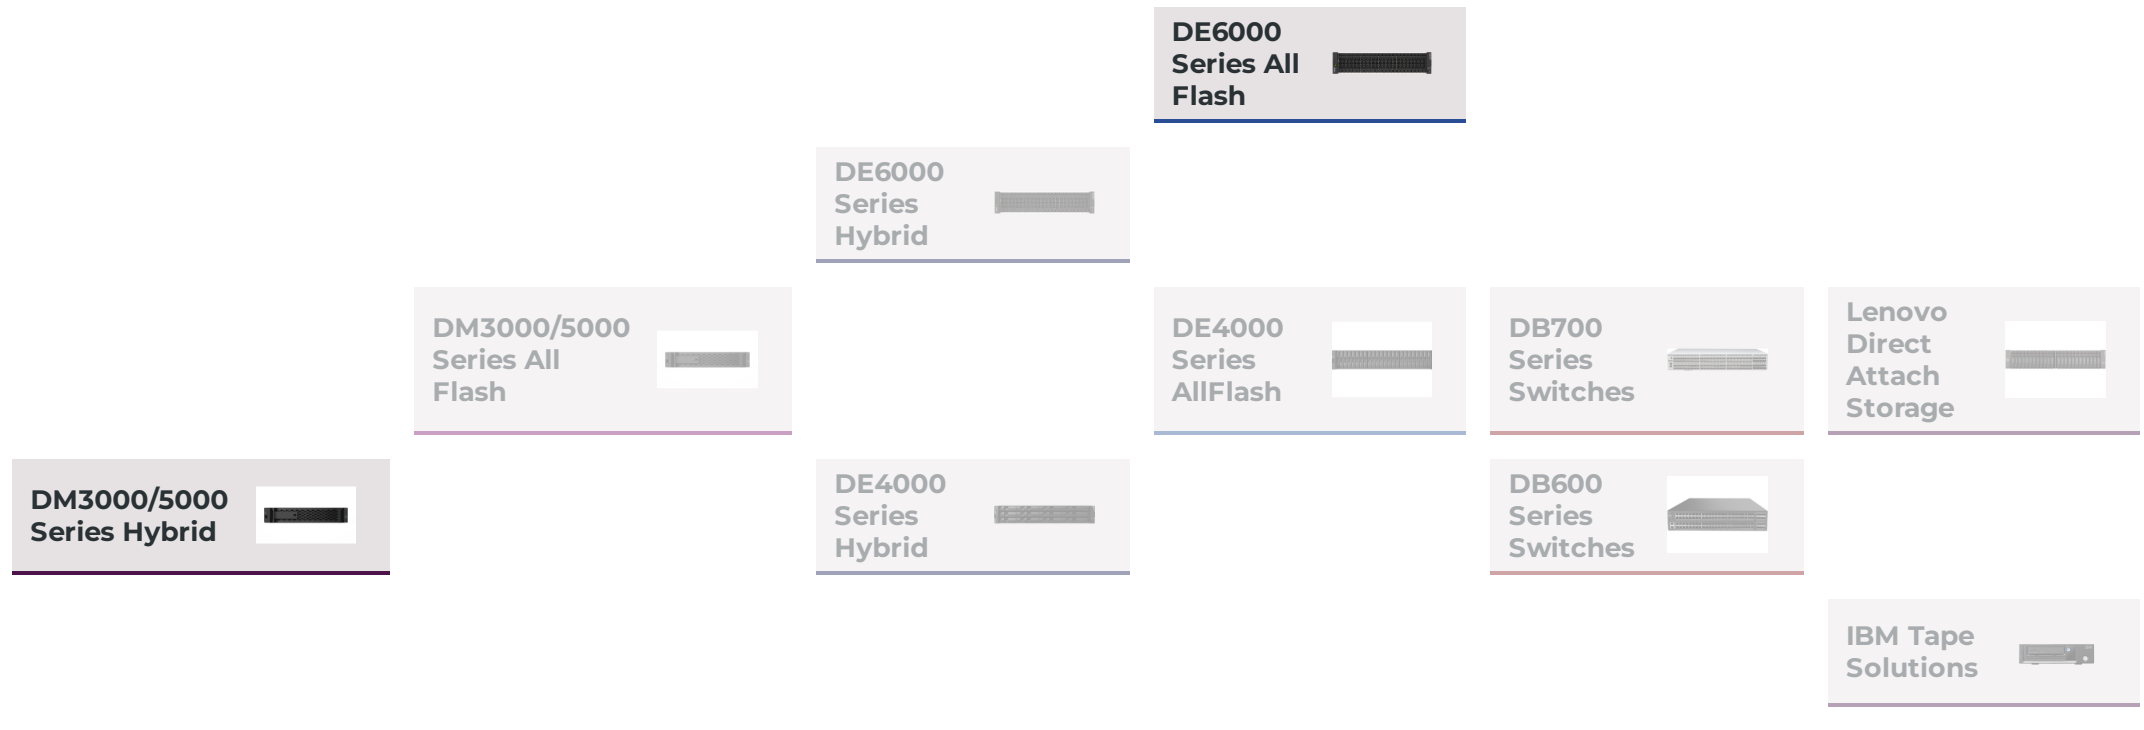 DE6000
Series All
Flash
DE6000
Series
Hybrid
DM3000/5000
Series All
Flash
DE4000
Series
AllFlash
DB700
Series
Switches
Lenovo
Direct
Attach
Storage
DM3000/5000
Series Hybrid
DE4000
Series
Hybrid
DB600
Series
Switches
IBM Tape
Solutions